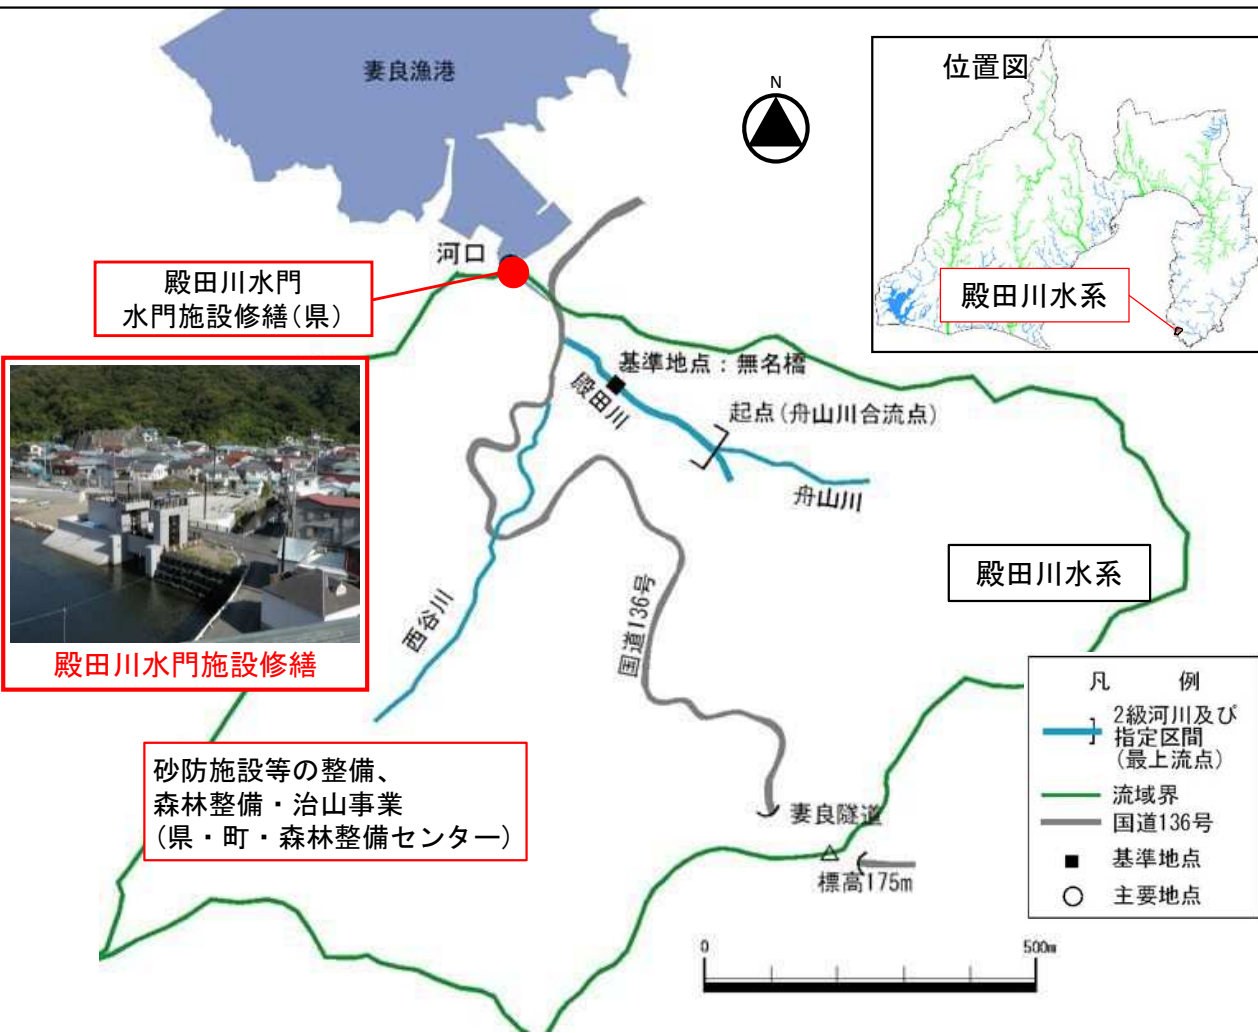 妻良漁港
N
位置図
殿田川水系
河口
殿田川水門
水門施設修繕(県)
基準地点：無名橋
殿田川
起点(舟山川合流点)
舟山川
殿田川水系
西谷川
国道136号
殿田川水門施設修繕
砂防施設等の整備、
森林整備・治山事業
(県・町・森林整備センター)
妻良隧道
標高175m
凡 例
2級河川及び
指定区間
(最上流点)
流域界
国道136号
基準地点
主要地点
0 500m